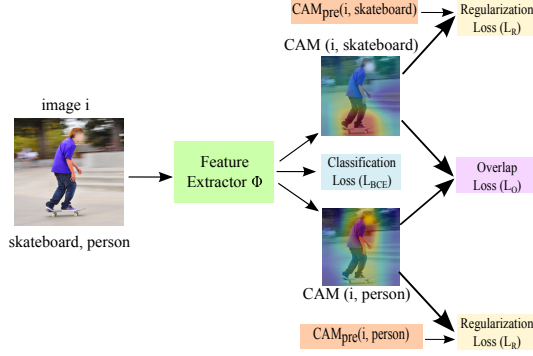 CAMpre(i, skateboard)
Regularization
Loss (LR)
CAM (i, skateboard)
image i
Feature
Extractor Φ
Classification
Loss (LBCE)
Overlap
Loss (LO)
skateboard, person
CAM (i, person)
CAMpre(i, person)
Regularization
Loss (LR)